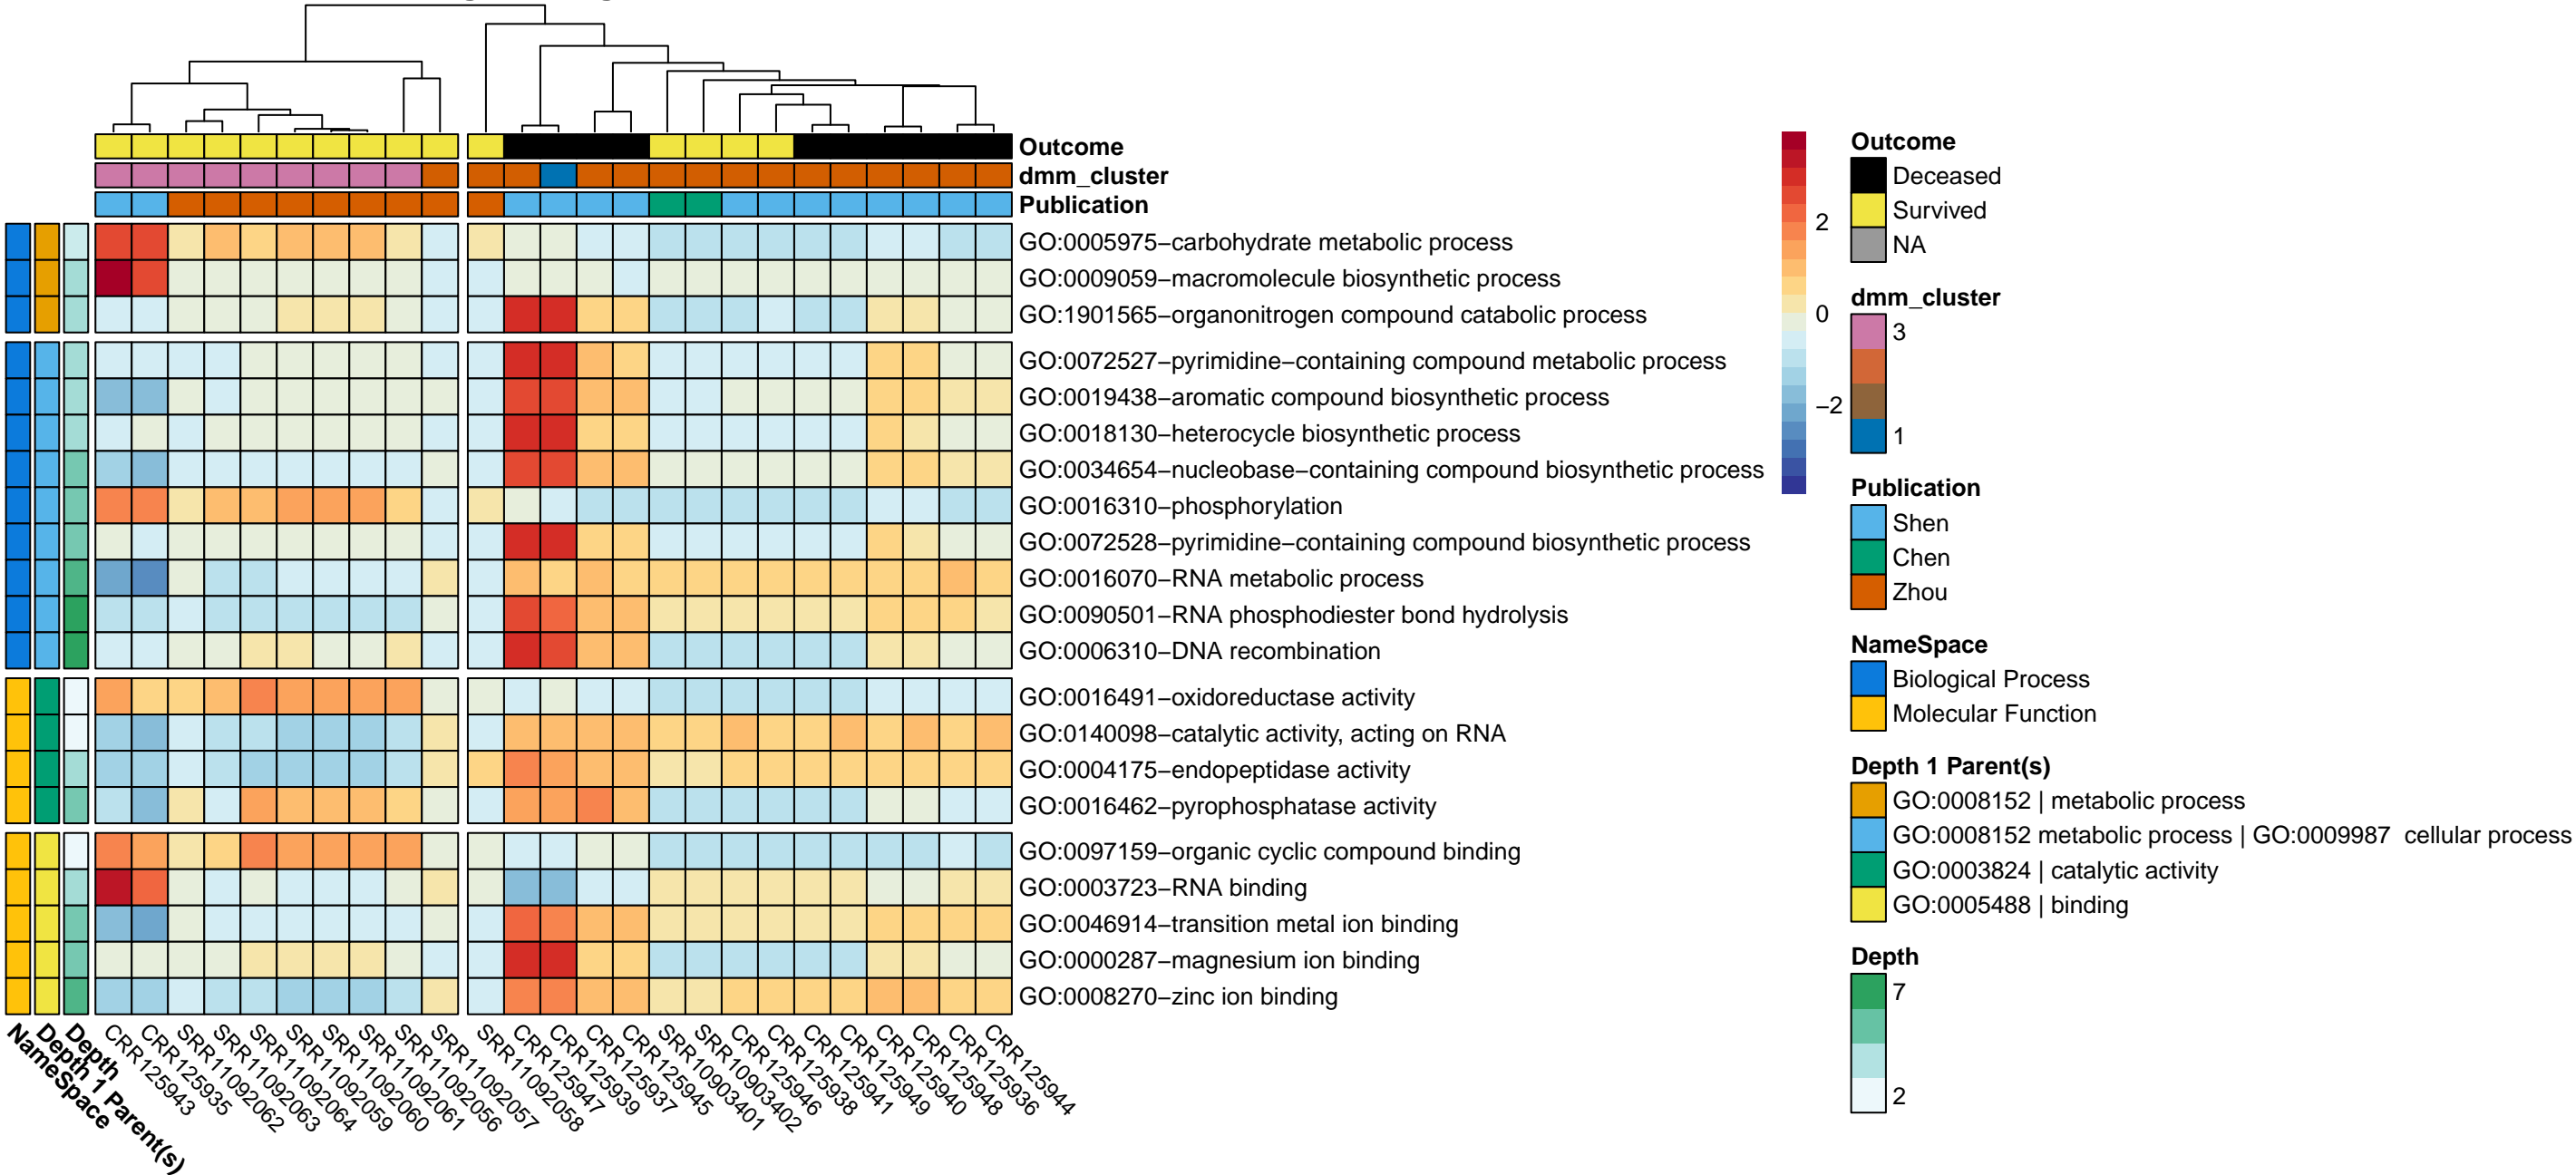 Outcome
dmm_cluster
Publication
GO:0005975−carbohydrate metabolic process
GO:0009059−macromolecule biosynthetic process
GO:1901565−organonitrogen compound catabolic process
GO:0072527−pyrimidine−containing compound metabolic process
GO:0019438−aromatic compound biosynthetic process
GO:0018130−heterocycle biosynthetic process
GO:0034654−nucleobase−containing compound biosynthetic process
GO:0016310−phosphorylation
GO:0072528−pyrimidine−containing compound biosynthetic process
GO:0016070−RNA metabolic process
GO:0090501−RNA phosphodiester bond hydrolysis
GO:0006310−DNA recombination
GO:0016491−oxidoreductase activity
GO:0140098−catalytic activity, acting on RNA
GO:0004175−endopeptidase activity
GO:0016462−pyrophosphatase activity
GO:0097159−organic cyclic compound binding
GO:0003723−RNA binding
GO:0046914−transition metal ion binding
GO:0000287−magnesium ion binding
GO:0008270−zinc ion binding
NameSpace
Depth 1 Parent(s)
Depth
CRR125943
CRR125935
SRR11092062
SRR11092063
SRR11092064
SRR11092059
SRR11092060
SRR11092061
SRR11092056
SRR11092057
SRR11092058
CRR125947
CRR125939
CRR125937
CRR125945
SRR10903401
SRR10903402
CRR125946
CRR125938
CRR125941
CRR125949
CRR125940
CRR125948
CRR125936
CRR125944
2
0
−2
Outcome
Deceased
Survived
NA
dmm_cluster
3
1
Publication
Shen
Chen
Zhou
NameSpace
Biological Process
Molecular Function
Depth 1 Parent(s)
GO:0008152 | metabolic process
GO:0008152 metabolic process | GO:0009987  cellular process
GO:0003824 | catalytic activity
GO:0005488 | binding
Depth
7
2